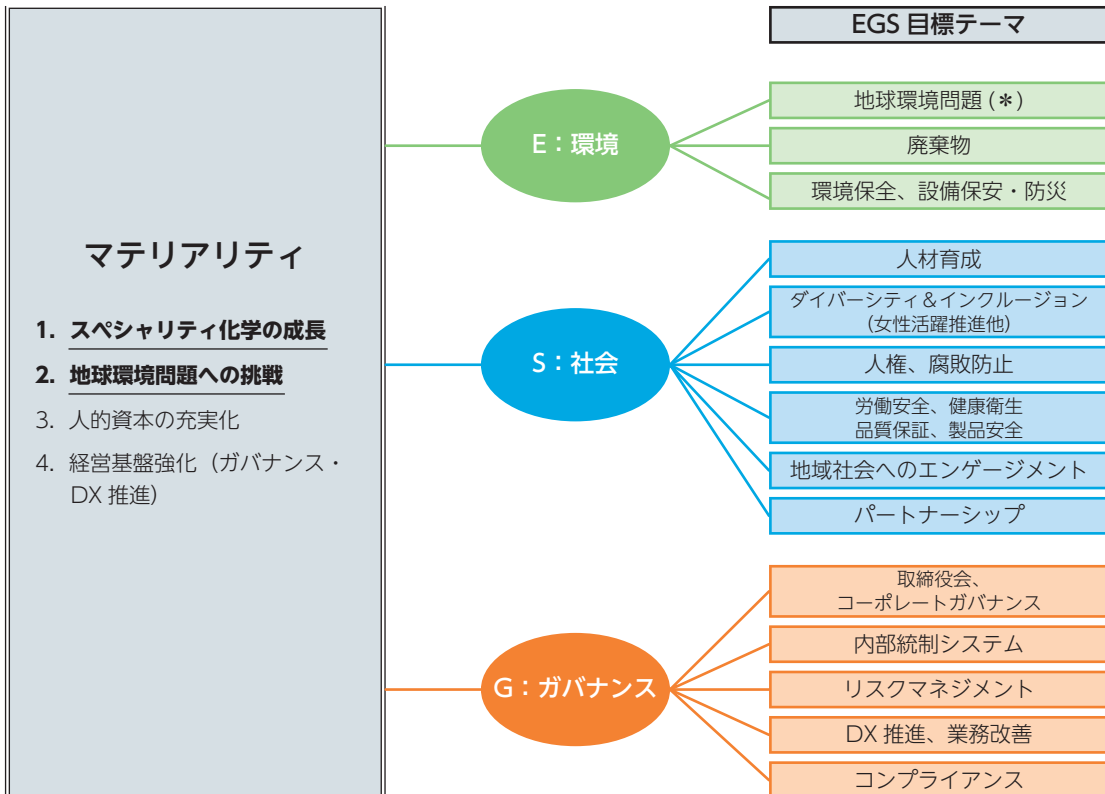 マテリアリティ
1. スペシャリティ化学の成長
2. 地球環境問題への挑戦
3. 人的資本の充実化
4. 経営基盤強化（ガバナンス・
DX 推進）
EGS 目標テーマ
E：環境
地球環境問題 (＊)
廃棄物
環境保全、設備保安・防災
S：社会
人材育成
ダイバーシティ＆インクルージョン
(女性活躍推進他)
人権、腐敗防止
労働安全、健康衛生
品質保証、製品安全
地域社会へのエンゲージメント
パートナーシップ
G：ガバナンス
取締役会、
コーポレートガバナンス
内部統制システム
リスクマネジメント
DX 推進、業務改善
コンプライアンス